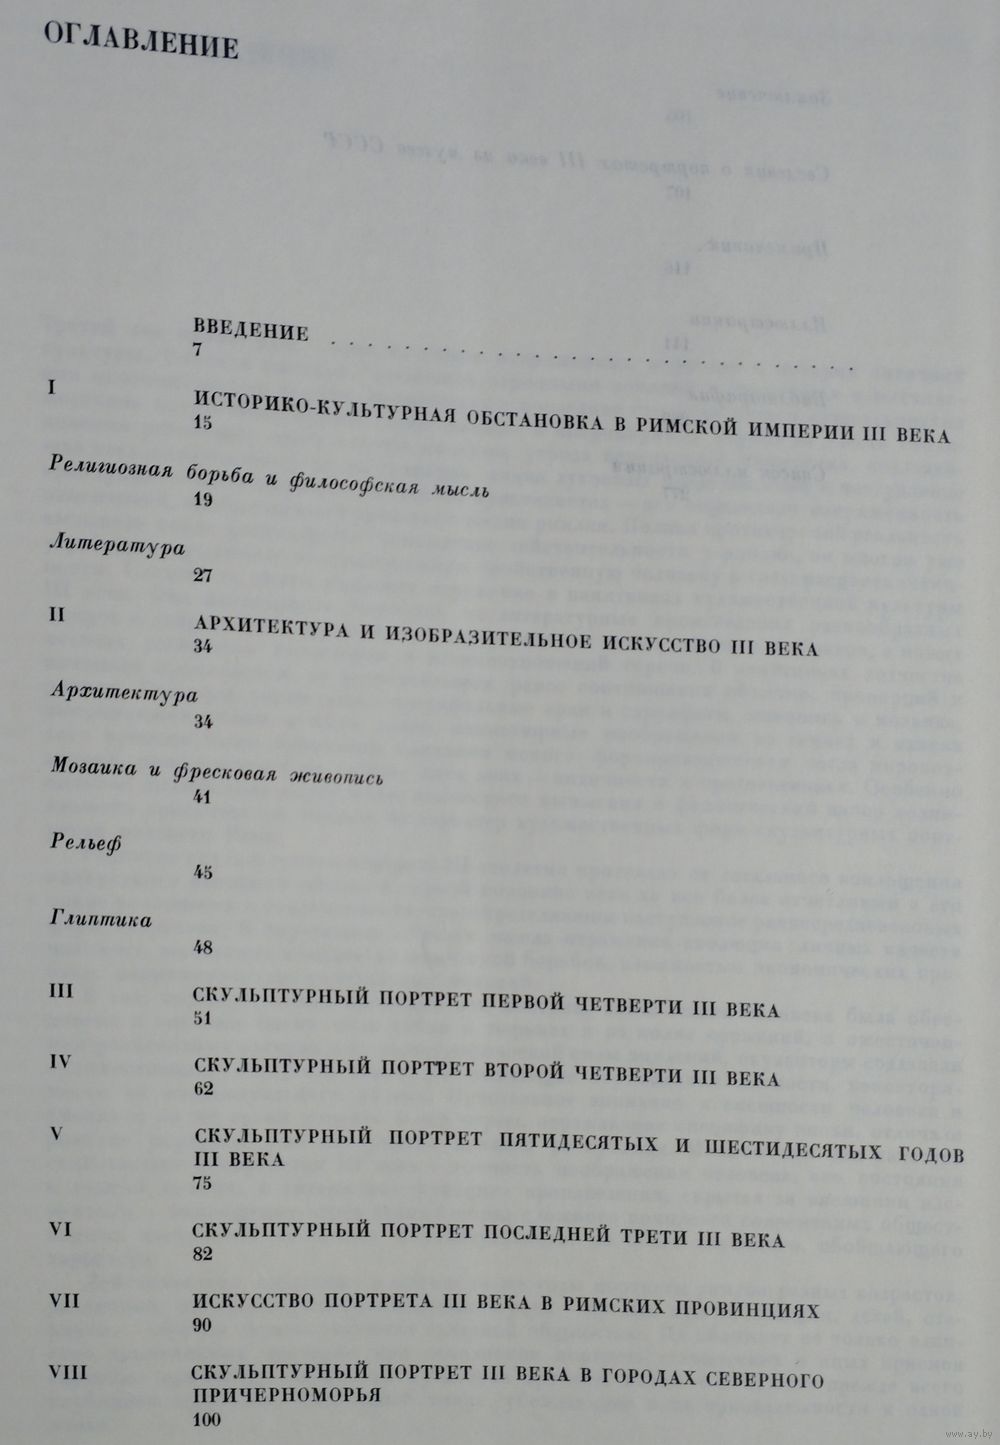 ОГЛАВЛЕНИЕ
ВВЕДЕНИЕ . . . . . . . . . . . . . . . . . . . . . . . . . . . . . . . . . .
7
I
ИСТОРИКО-КУЛЬТУРНАЯ ОБСТАНОВКА В РИМСКОЙ ИМПЕРИИ III ВЕКА
15
Религиозная борьба и философская мысль
19
Литература
27
II
АРХИТЕКТУРА И ИЗОБРАЗИТЕЛЬНОЕ ИСКУССТВО III ВЕКА
34
Архитектура
34
Мозаика и фресковая живопись
41
Рельеф
45
Глиптика
48
III
СКУЛЬПТУРНЫЙ ПОРТРЕТ ПЕРВОЙ ЧЕТВЕРТИ III ВЕКА
51
IV
СКУЛЬПТУРНЫЙ ПОРТРЕТ ВТОРОЙ ЧЕТВЕРТИ III ВЕКА
62
V
СКУЛЬПТУРНЫЙ ПОРТРЕТ ПЯТИДЕСЯТЫХ И ШЕСТИДЕСЯТЫХ ГОДОВ
III ВЕКА
75
VI
СКУЛЬПТУРНЫЙ ПОРТРЕТ ПОСЛЕДНЕЙ ТРЕТИ III ВЕКА
82
VII
ИСКУССТВО ПОРТРЕТА III ВЕКА В РИМСКИХ ПРОВИНЦИЯХ
90
VIII
СКУЛЬПТУРНЫЙ ПОРТРЕТ III ВЕКА В ГОРОДАХ СЕВЕРНОГО
ПРИЧЕРНОМОРЬЯ
100
www.ay.by